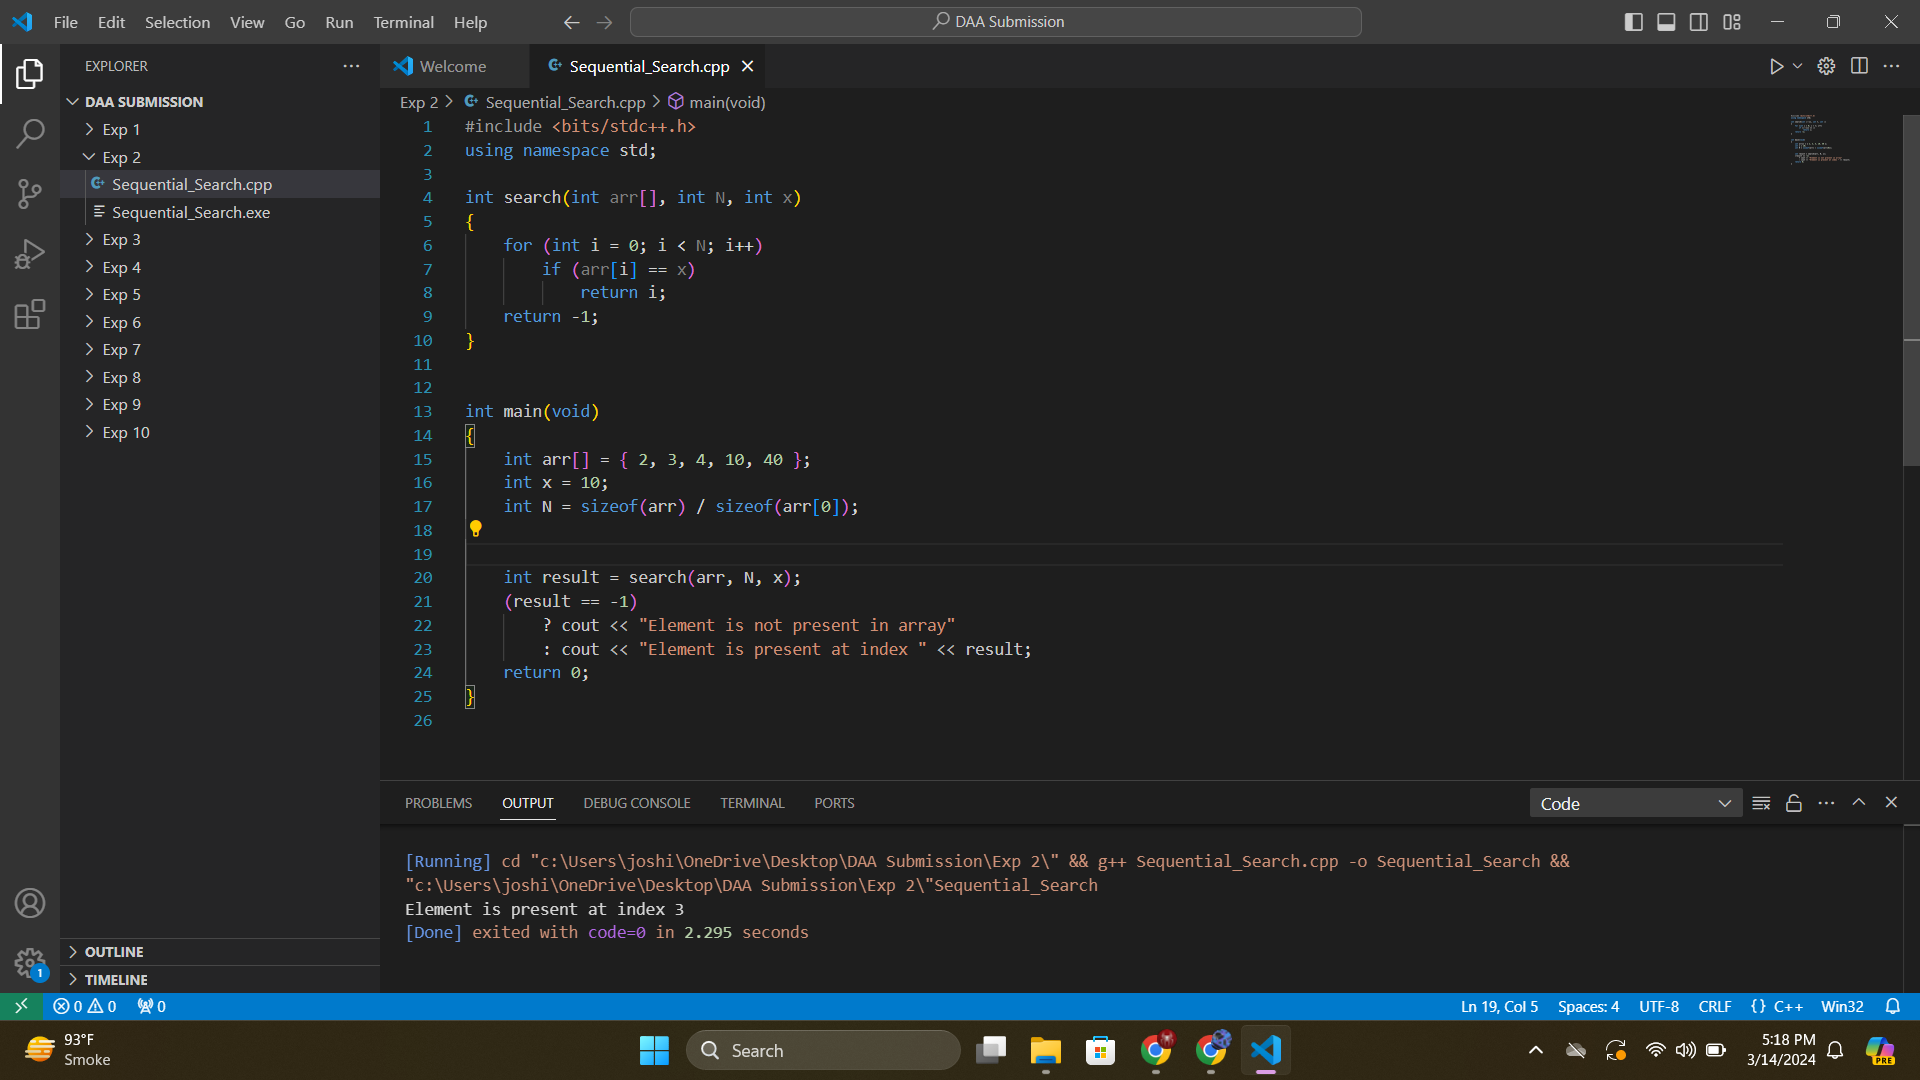 File Edit Selection View Go Run Terminal Help
DAA Submission
EXPLORER
Welcome
Sequential_Search.cpp
DAA SUBMISSION
Exp 1
Exp 2
Sequential_Search.cpp
Sequential_Search.exe
Exp 3
Exp 4
Exp 5
Exp 6
Exp 7
Exp 8
Exp 9
Exp 10
OUTLINE
TIMELINE
Exp 2 > Sequential_Search.cpp > main(void)
1 #include <bits/stdc++.h>
2 using namespace std;
3
4 int search(int arr[], int N, int x)
5 {
6 for (int i = 0; i < N; i++)
7 if (arr[i] == x)
8 return i;
9 return -1;
10 }
11
12
13 int main(void)
14 {
15 int arr[] = { 2, 3, 4, 10, 40 };
16 int x = 10;
17 int N = sizeof(arr) / sizeof(arr[0]);
18
19
20 int result = search(arr, N, x);
21 (result == -1)
22 ? cout << "Element is not present in array"
23 : cout << "Element is present at index " << result;
24 return 0;
25 }
26
PROBLEMS OUTPUT DEBUG CONSOLE TERMINAL PORTS
Code
[Running] cd "c:\Users\joshi\OneDrive\Desktop\DAA Submission\Exp 2\" && g++ Sequential_Search.cpp -o Sequential_Search &&
"c:\Users\joshi\OneDrive\Desktop\DAA Submission\Exp 2\"Sequential_Search
Element is present at index 3
[Done] exited with code=0 in 2.295 seconds
1
0 0 0
Ln 19, Col 5 Spaces: 4 UTF-8 CRLF {} C++ Win32
93°F
Smoke
Search
5:18 PM
3/14/2024
PRE